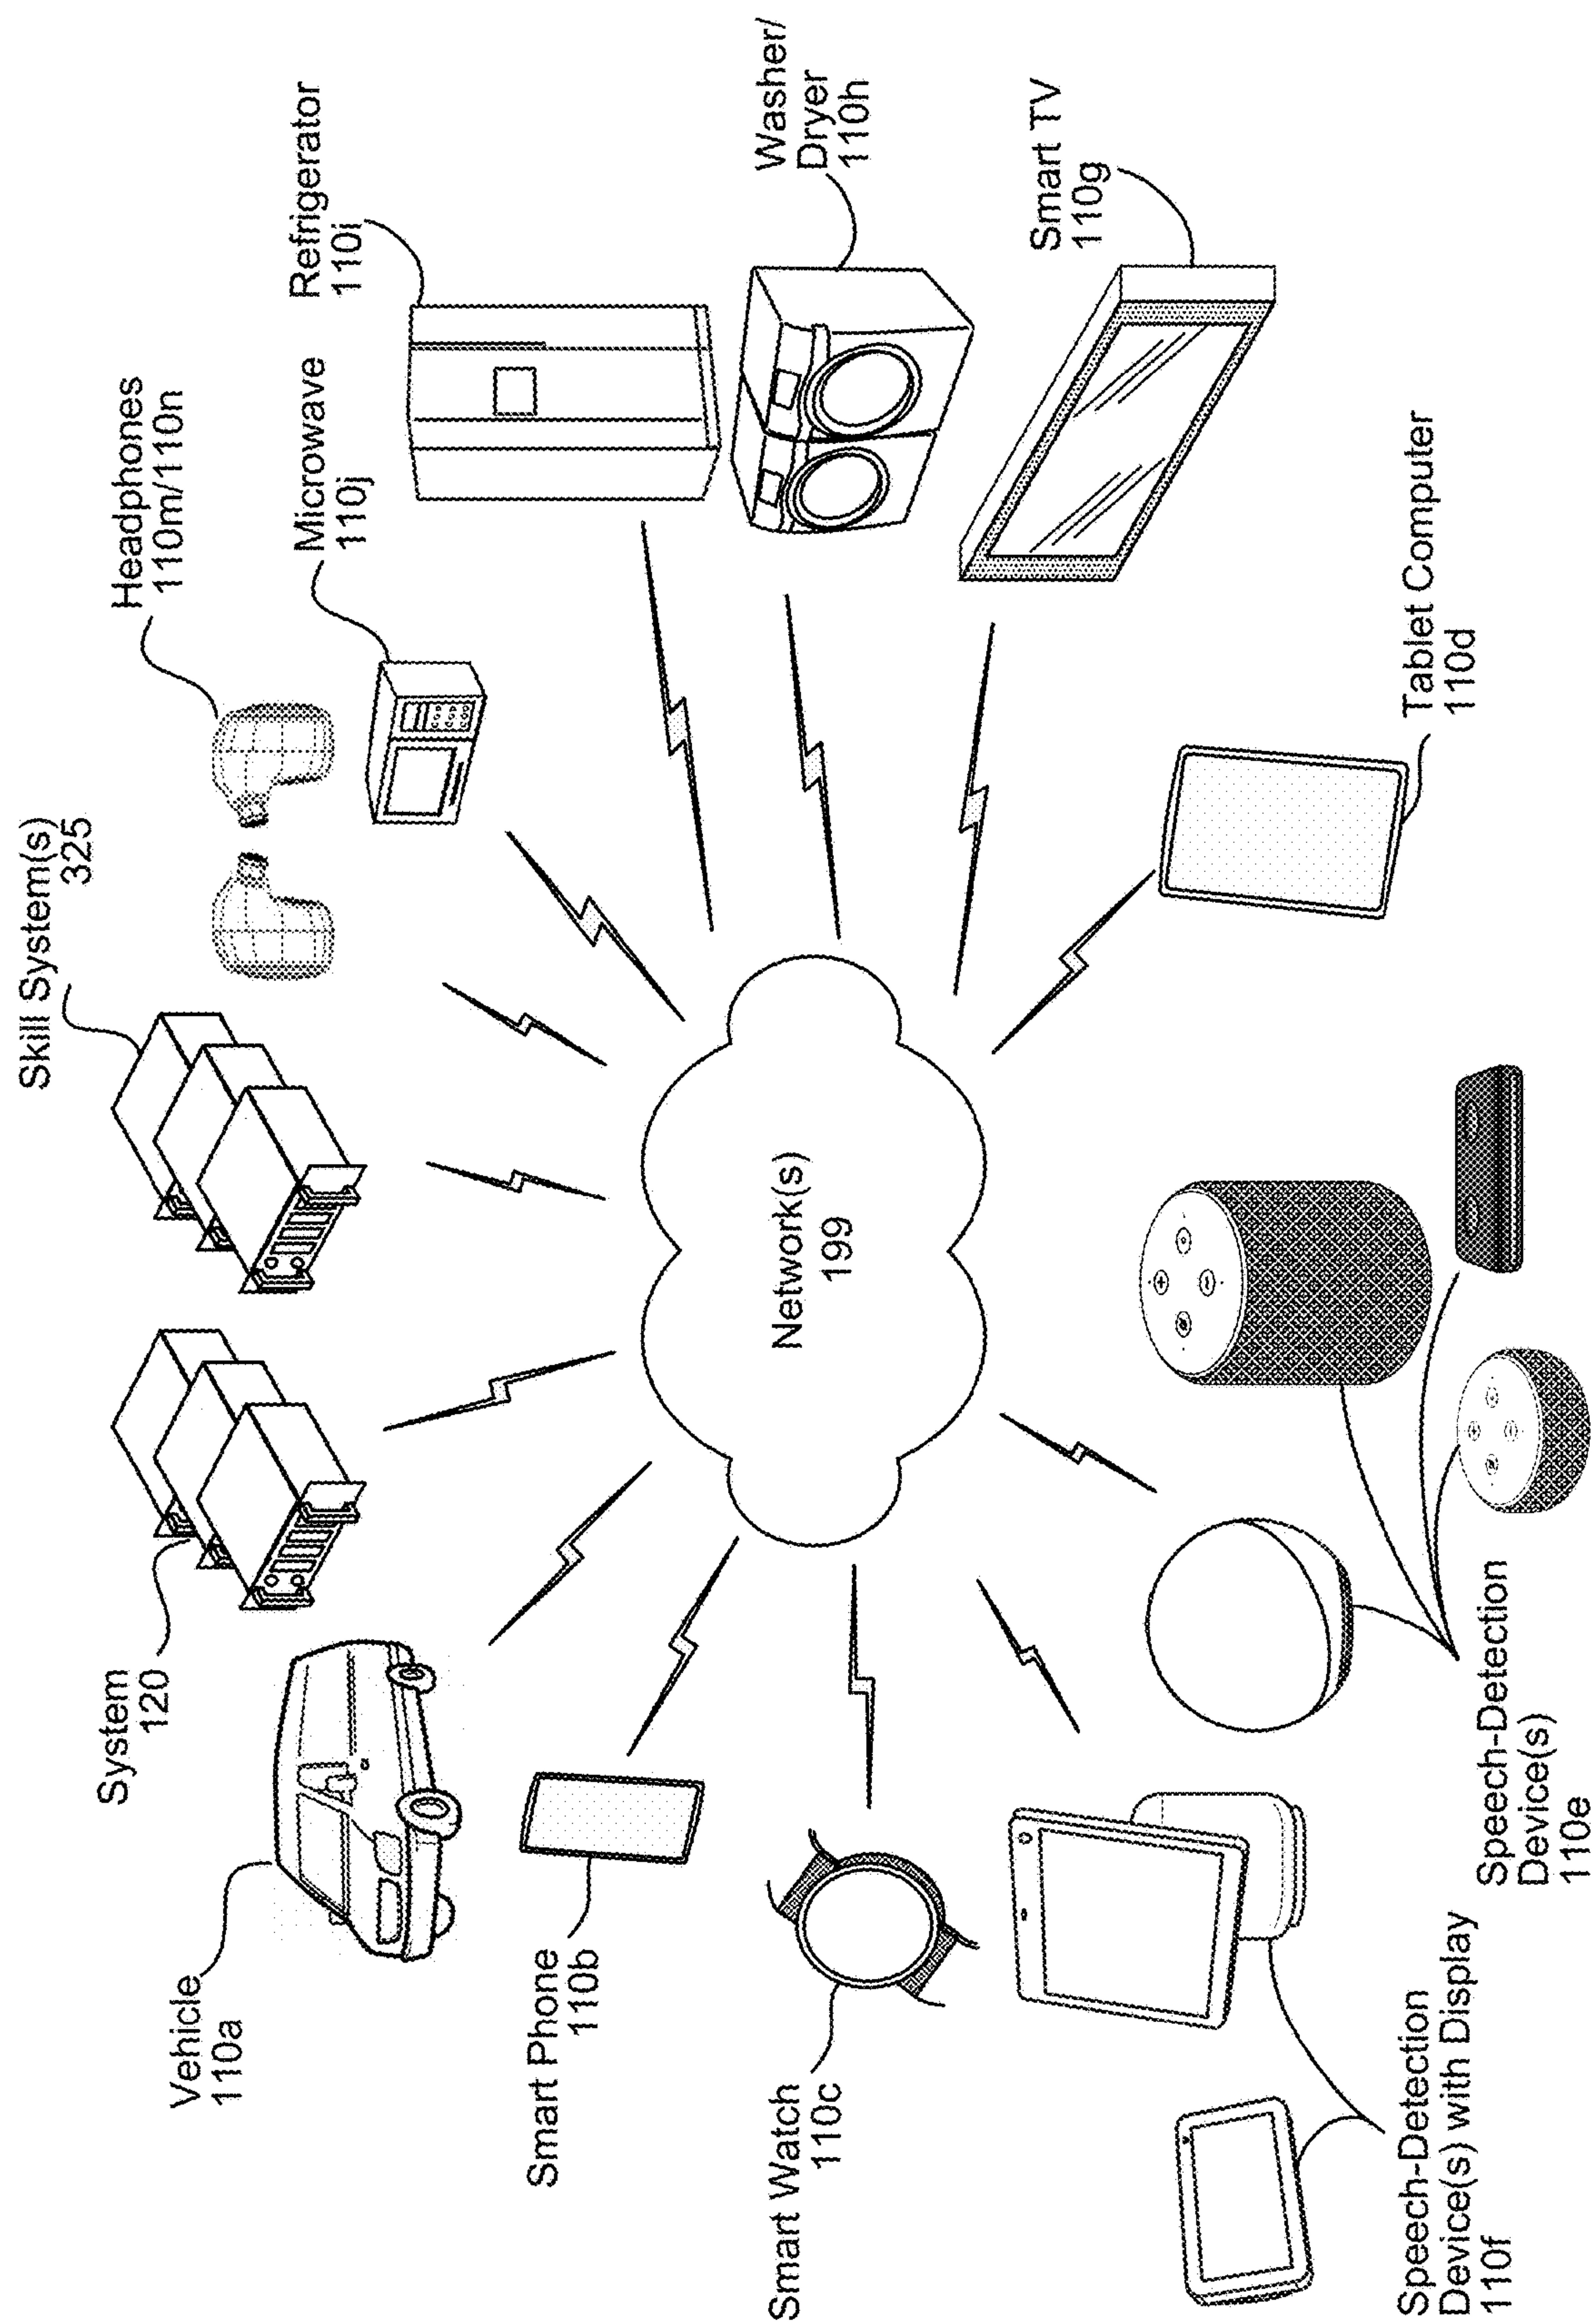 System
120
Skill System(s)
325
Vehicle
110a
Headphones
110m/110n
Smart Phone
110b
Microwave
110j
Refrigerator
110i
Smart Watch
110c
Network(s)
199
Washer/
Dryer
110h
Smart TV
110g
Speech-Detection
Device(s) with Display
110f
Speech-Detection
Device(s)
110e
Tablet Computer
110d